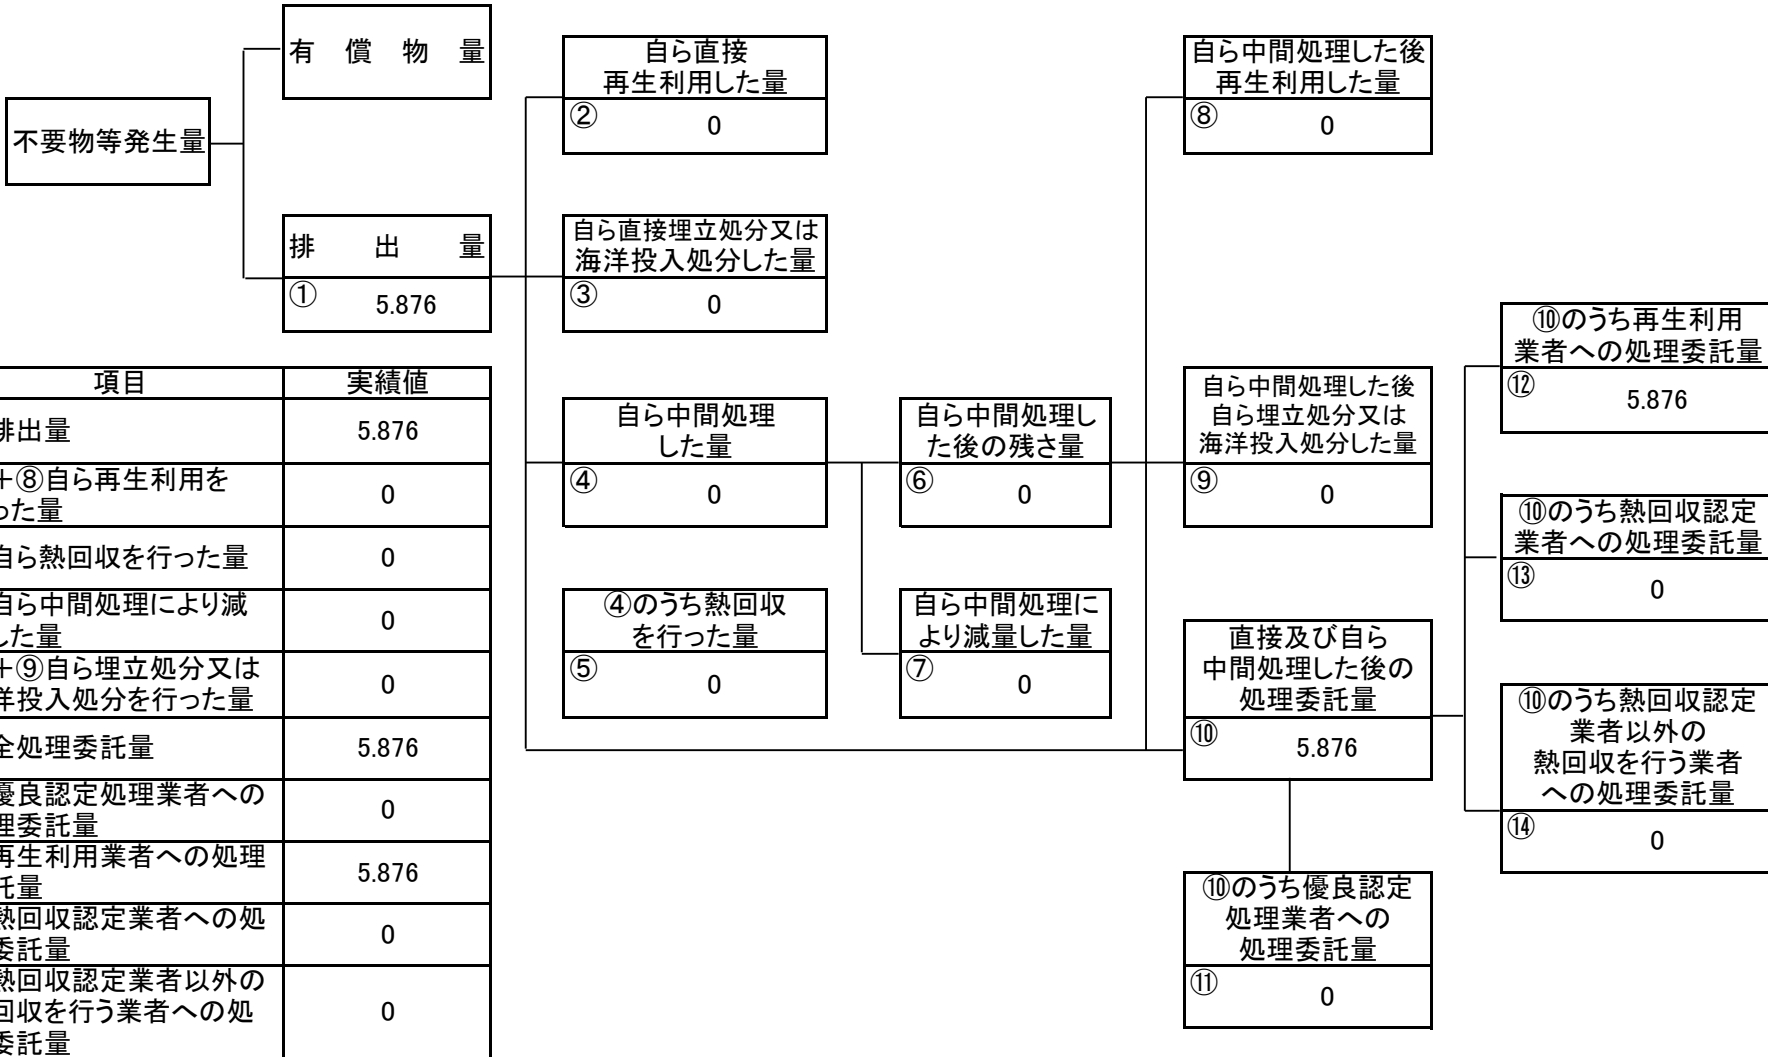 有 償 物 量
不要物等発生量
排 出 量
① 5.876
自ら直接
再生利用した量
② 0
自ら直接埋立処分又は
海洋投入処分した量
③ 0
自ら中間処理
した量
④ 0
④のうち熱回収
を行った量
⑤ 0
自ら中間処理し
た後の残さ量
⑥ 0
自ら中間処理に
より減量した量
⑦ 0
自ら中間処理した後
再生利用した量
⑧ 0
自ら中間処理した後
自ら埋立処分又は
海洋投入処分した量
⑨ 0
直接及び自ら
中間処理した後の
処理委託量
⑩ 5.876
⑩のうち優良認定
処理業者への
処理委託量
⑪ 0
⑩のうち再生利用
業者への処理委託量
⑫ 5.876
⑩のうち熱回収認定
業者への処理委託量
⑬ 0
⑩のうち熱回収認定
業者以外の
熱回収を行う業者
への処理委託量
⑭ 0
項目 実績値
排出量 5.876
+⑧自ら再生利用を
った量 0
自ら熱回収を行った量 0
自ら中間処理により減
した量 0
+⑨自ら埋立処分又は
洋投入処分を行った量 0
全処理委託量 5.876
優良認定処理業者への
理委託量 0
再生利用業者への処理
託量 5.876
熱回収認定業者への処
委託量 0
熱回収認定業者以外の
回収を行う業者への処
委託量 0